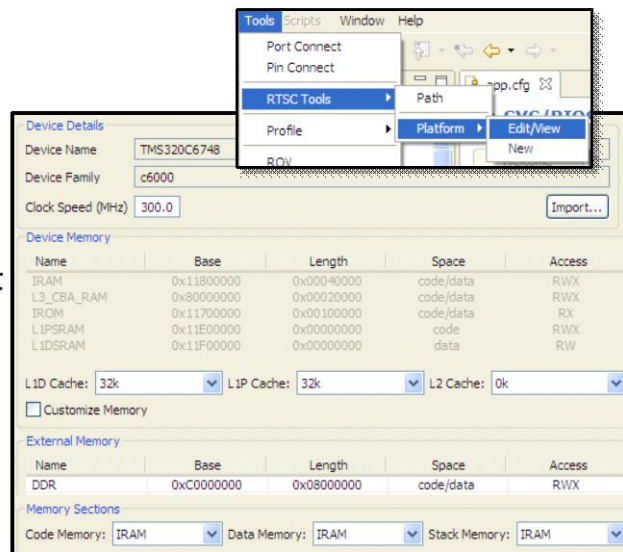 Tools Scripts Window Help
Port Connect
Pin Connect
RTSC Tools
Path
app.cfg
Profile
Platform
Edit/View
ROV
New
Device Details
Device Name TMS320C6748
Device Family c6000
Clock Speed (MHz) 300.0 Import...
Device Memory
Name Base Length Space Access
IRAM 0x11800000 0x00040000 code/data RWX
L3_CBA_RAM 0x80000000 0x00020000 code/data RWX
IROM 0x11700000 0x00100000 code/data RX
L1PSRAM 0x11E00000 0x00000000 code RWX
L1DSRAM 0x11F00000 0x00000000 data RW
L1D Cache: 32k L1P Cache: 32k L2 Cache: 0k
Customize Memory
External Memory
Name Base Length Space Access
DDR 0xC0000000 0x08000000 code/data RWX
Memory Sections
Code Memory: IRAM Data Memory: IRAM Stack Memory: IRAM